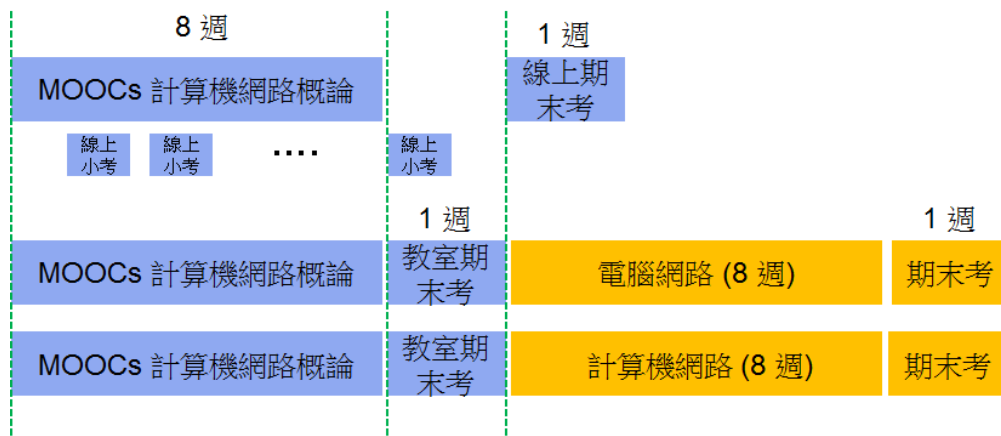 8 週
1 週
MOOCs 計算機網路概論
線上期
末考
線上
小考
線上
小考
....
線上
小考
1 週
1 週
MOOCs 計算機網路概論
教室期
末考
電腦網路 (8 週)
期末考
MOOCs 計算機網路概論
教室期
末考
計算機網路 (8 週)
期末考